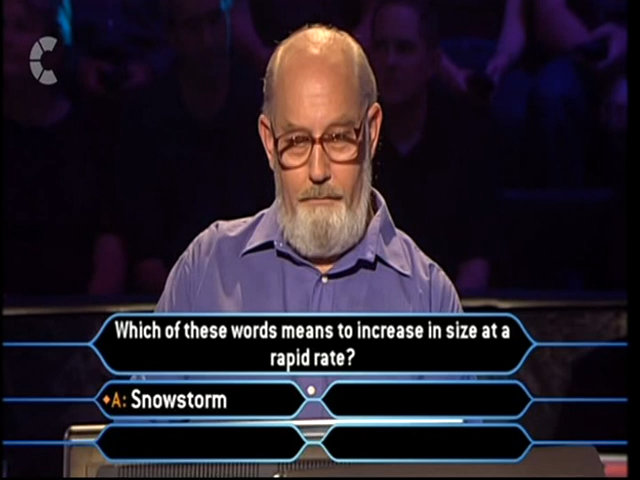 Which of these words means to increase in size at a
rapid rate?
A: Snowstorm